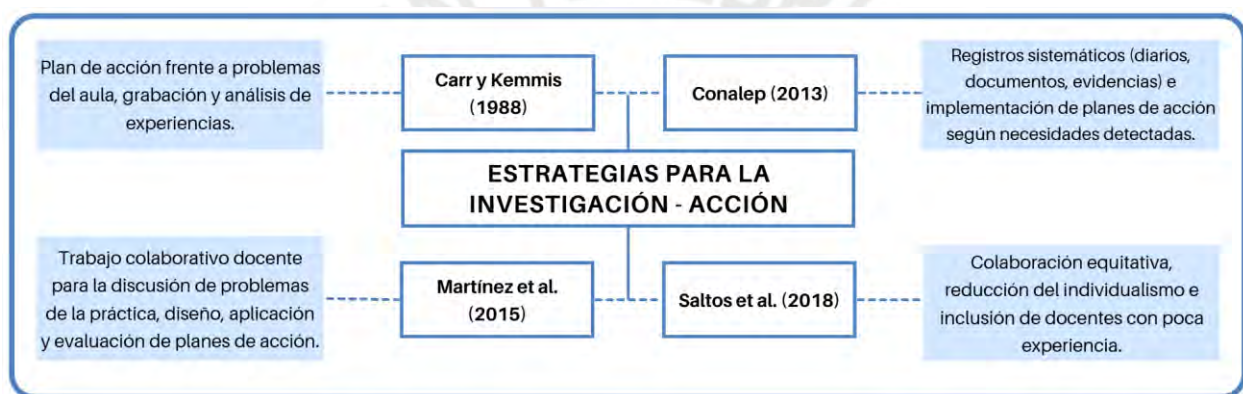 Plan de acción frente a problemas
del aula, grabación y análisis de
experiencias.
Carr y Kemmis
(1988)
Conalep (2013)
Registros sistemáticos (diarios,
documentos, evidencias) e
implementación de planes de acción
según necesidades detectadas.
ESTRATEGIAS PARA LA
INVESTIGACIÓN - ACCIÓN
Trabajo colaborativo docente
para la discusión de problemas
de la práctica, diseño, aplicación
y evaluación de planes de acción.
Martínez et al.
(2015)
Saltos et al. (2018)
Colaboración equitativa,
reducción del individualismo e
inclusión de docentes con poca
experiencia.